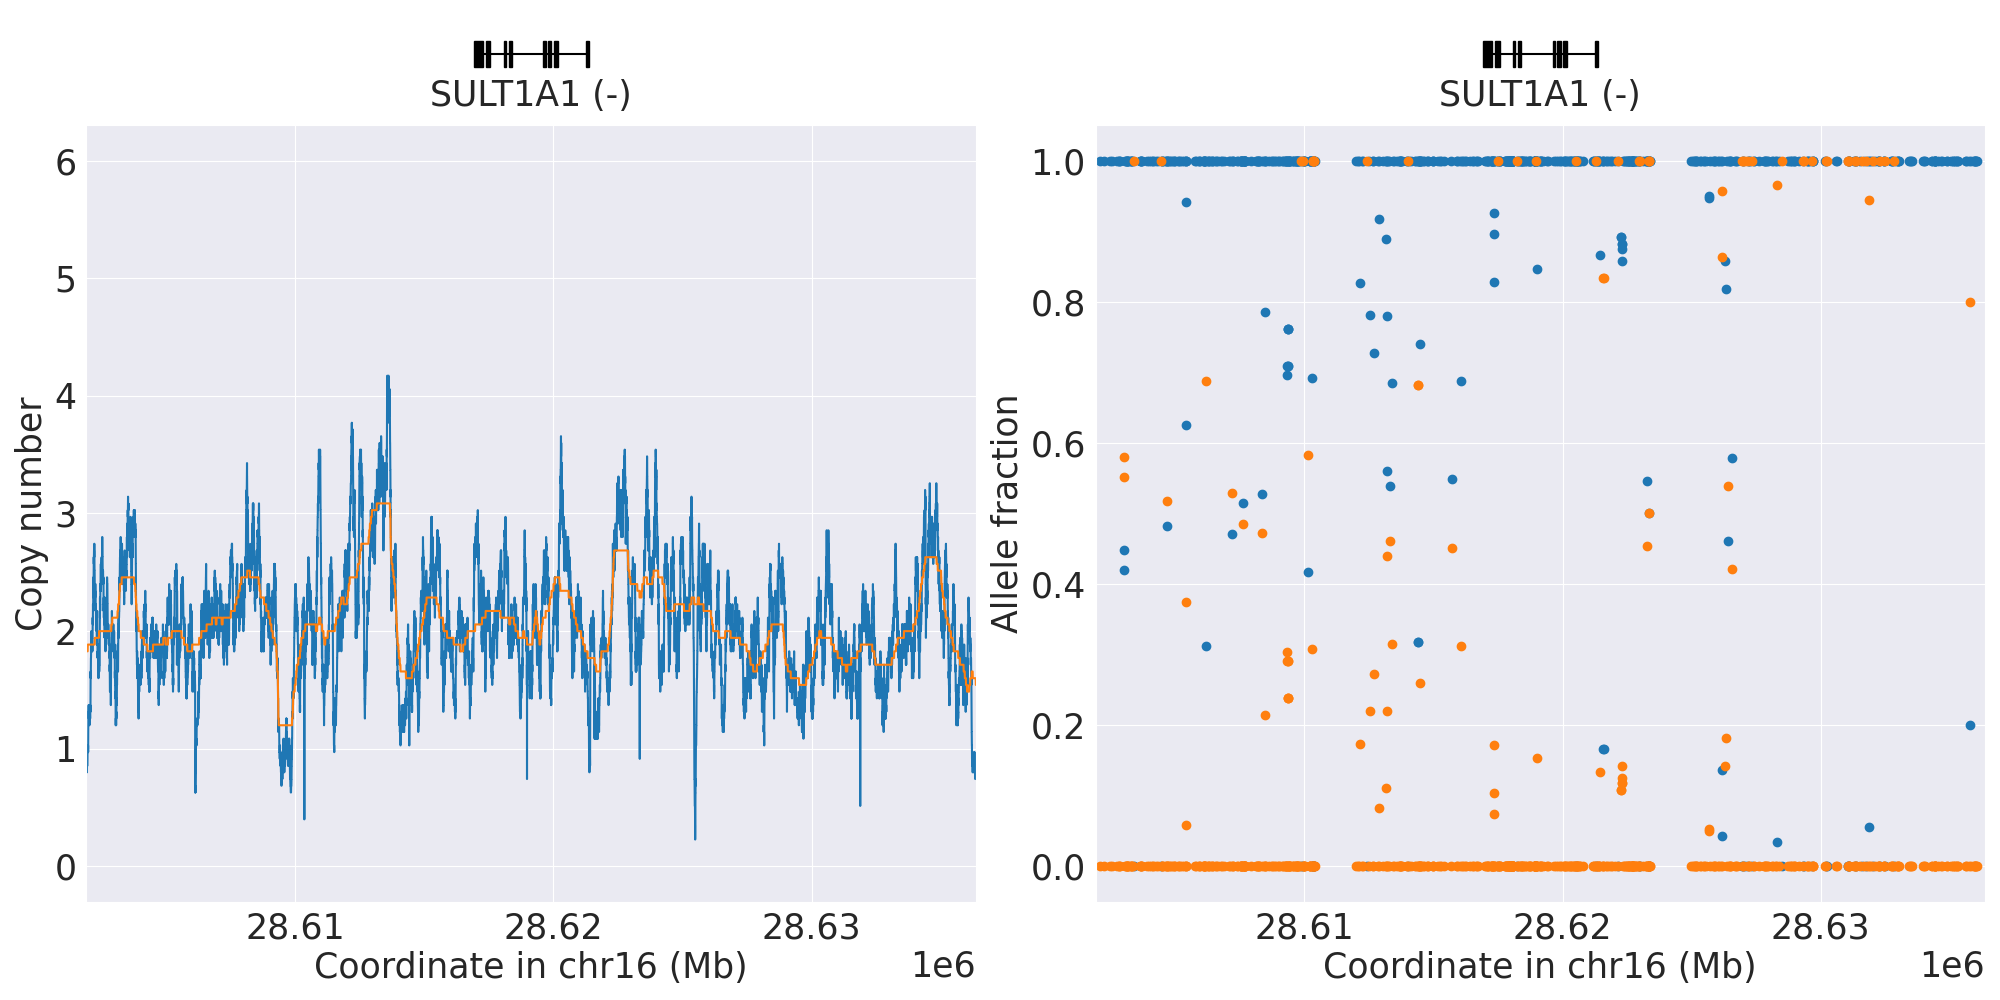 SULT1A1 (-)
6
5
4
3
2
1
0
Copy number
28.61
28.62
28.63
Coordinate in chr16 (Mb)
1e6
SULT1A1 (-)
1.0
0.8
0.6
0.4
0.2
0.0
Allele fraction
28.61
28.62
28.63
Coordinate in chr16 (Mb)
1e6